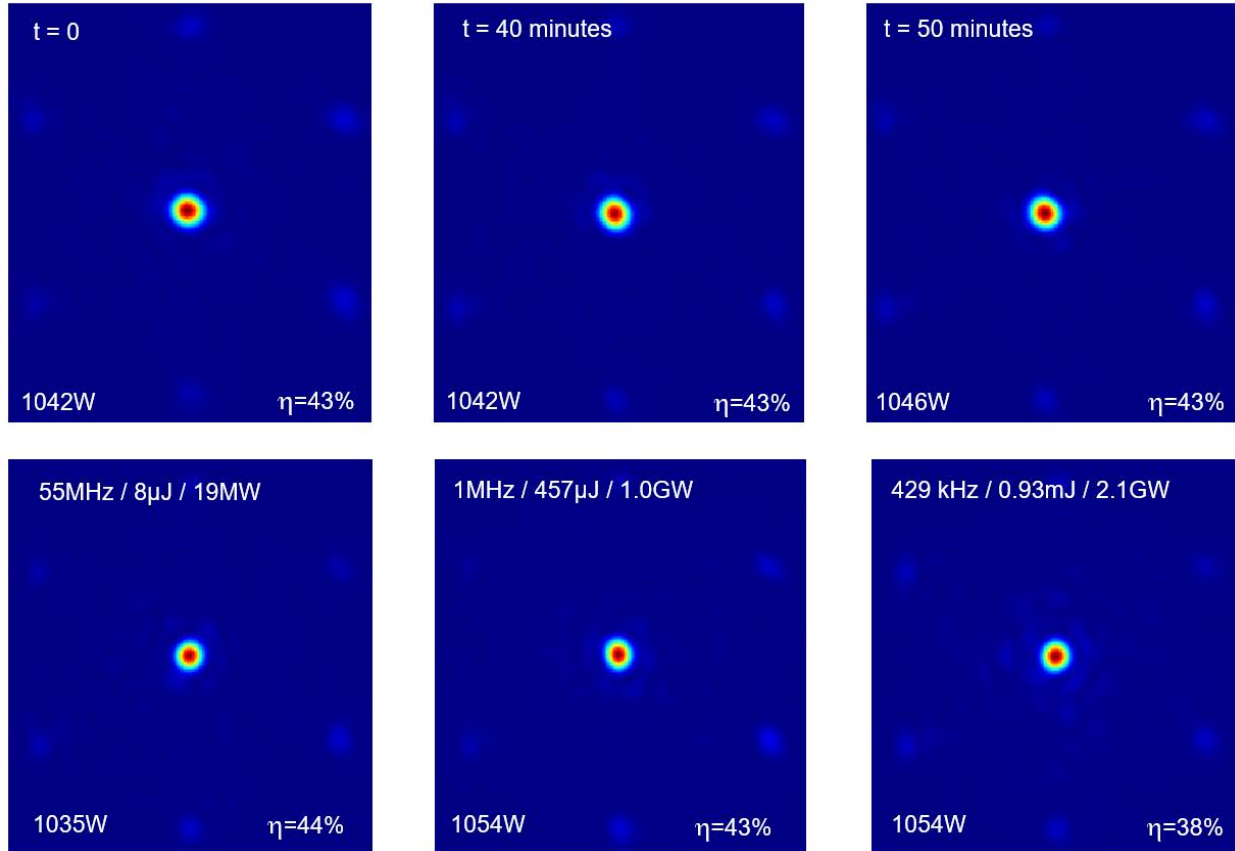 t = 0
t = 40 minutes
t = 50 minutes
1042W
η=43%
1042W
η=43%
1046W
η=43%
55MHz / 8µJ / 19MW
1MHz / 457µJ / 1.0GW
429 kHz / 0.93mJ / 2.1GW
1035W
η=44%
1054W
η=43%
1054W
η=38%